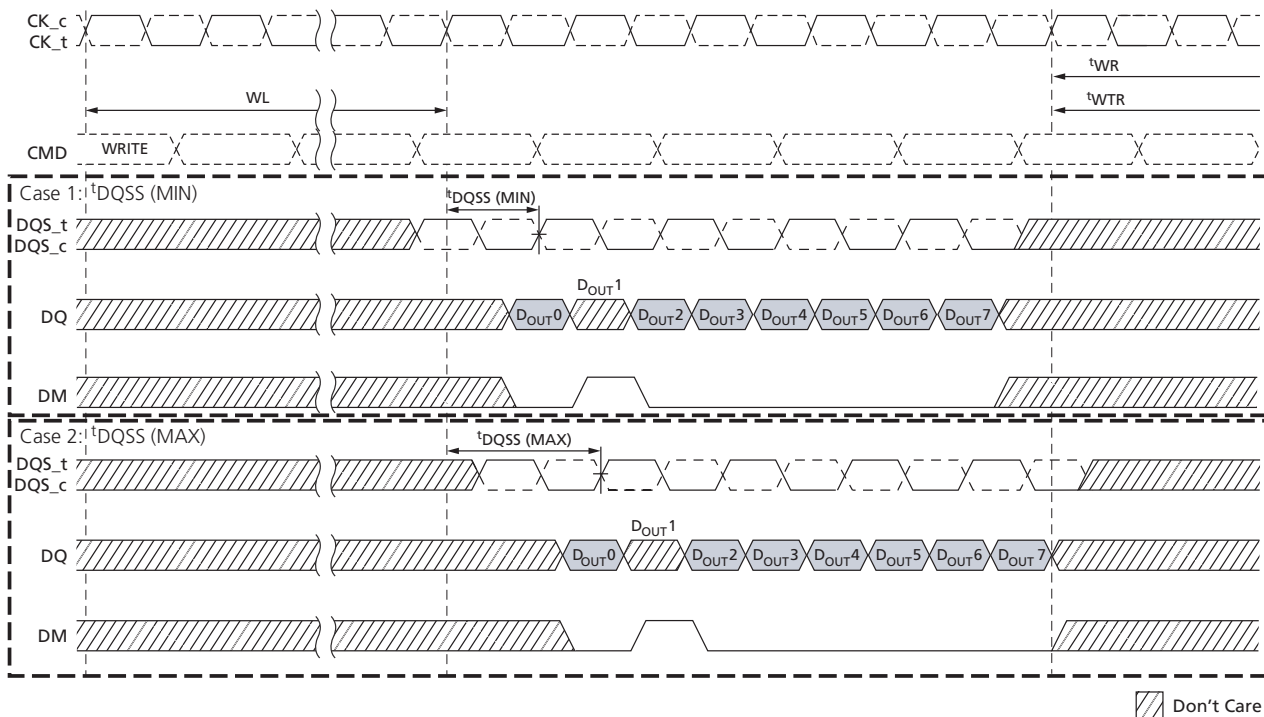 CK_c
CK_t
tWR
WL
tWTR
CMD WRITE
Case 1: tDQSS (MIN)
tDQSS (MIN)
DQS_t
DQS_c
DOUT1
DQ DOUT0 DOUT2 DOUT3 DOUT4 DOUT5 DOUT6 DOUT7
DM
Case 2: tDQSS (MAX)
tDQSS (MAX)
DQS_t
DQS_c
DOUT1
DQ DOUT0 DOUT2 DOUT3 DOUT4 DOUT5 DOUT6 DOUT7
DM
Don't Care